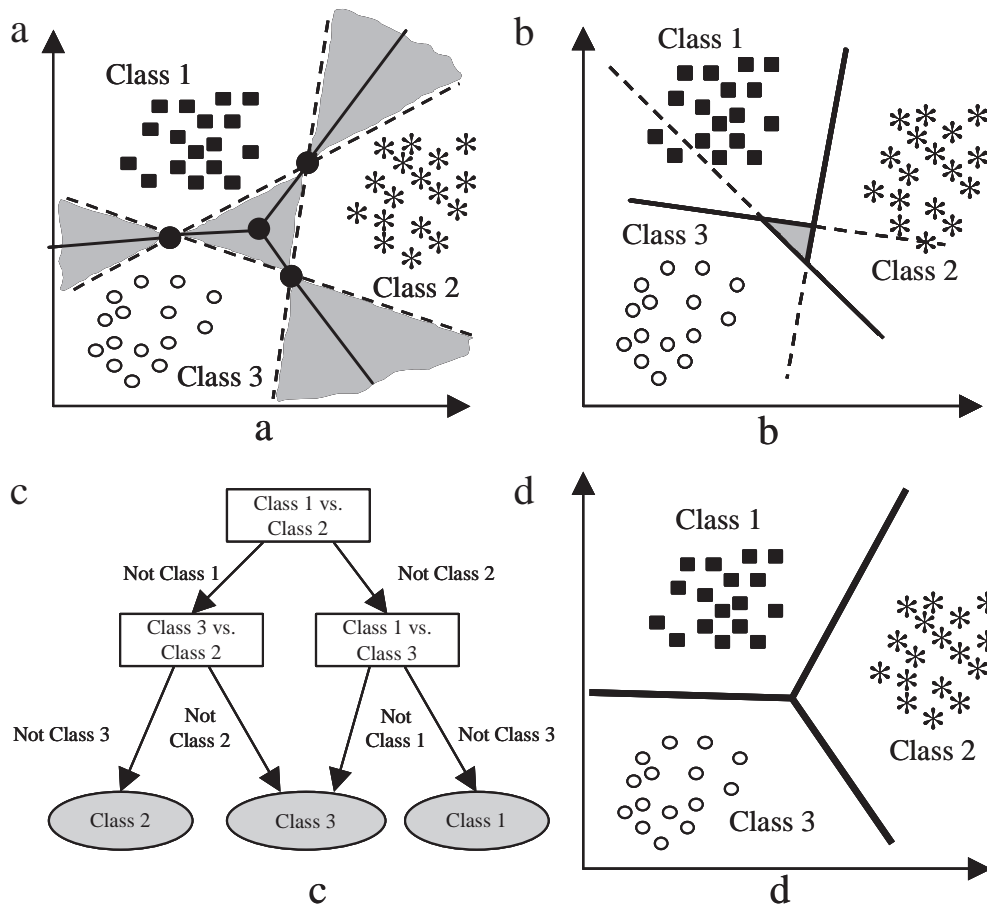 a
Class 1
Class 2
Class 3
a
b
Class 1
Class 3
Class 2
b
c
Class 1 vs.
Class 2
Not Class 1
Not Class 2
Class 3 vs.
Class 2
Class 1 vs.
Class 3
Not Class 3
Not
Class 2
Not
Class 1
Not Class 3
Class 2
Class 3
Class 1
c
d
Class 1
Class 2
Class 3
d